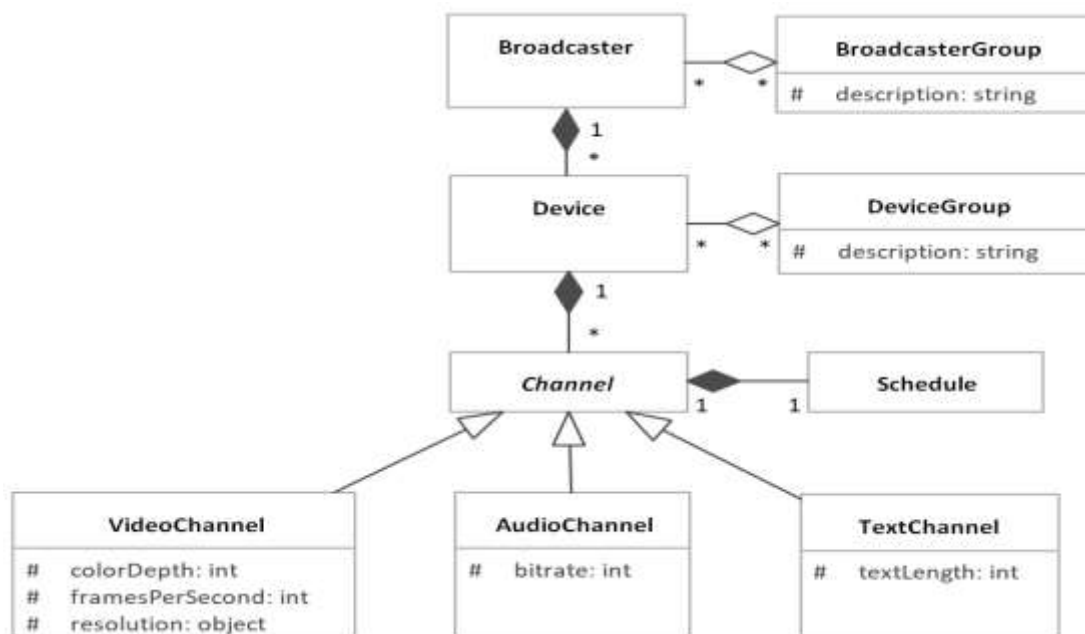 Broadcaster
BroadcasterGroup
# description: string
* *
1
*
Device
DeviceGroup
# description: string
* *
1
*
Channel
Schedule
1 1
VideoChannel
# colorDepth: int
# framesPerSecond: int
# resolution: object
AudioChannel
# bitrate: int
TextChannel
# textLength: int